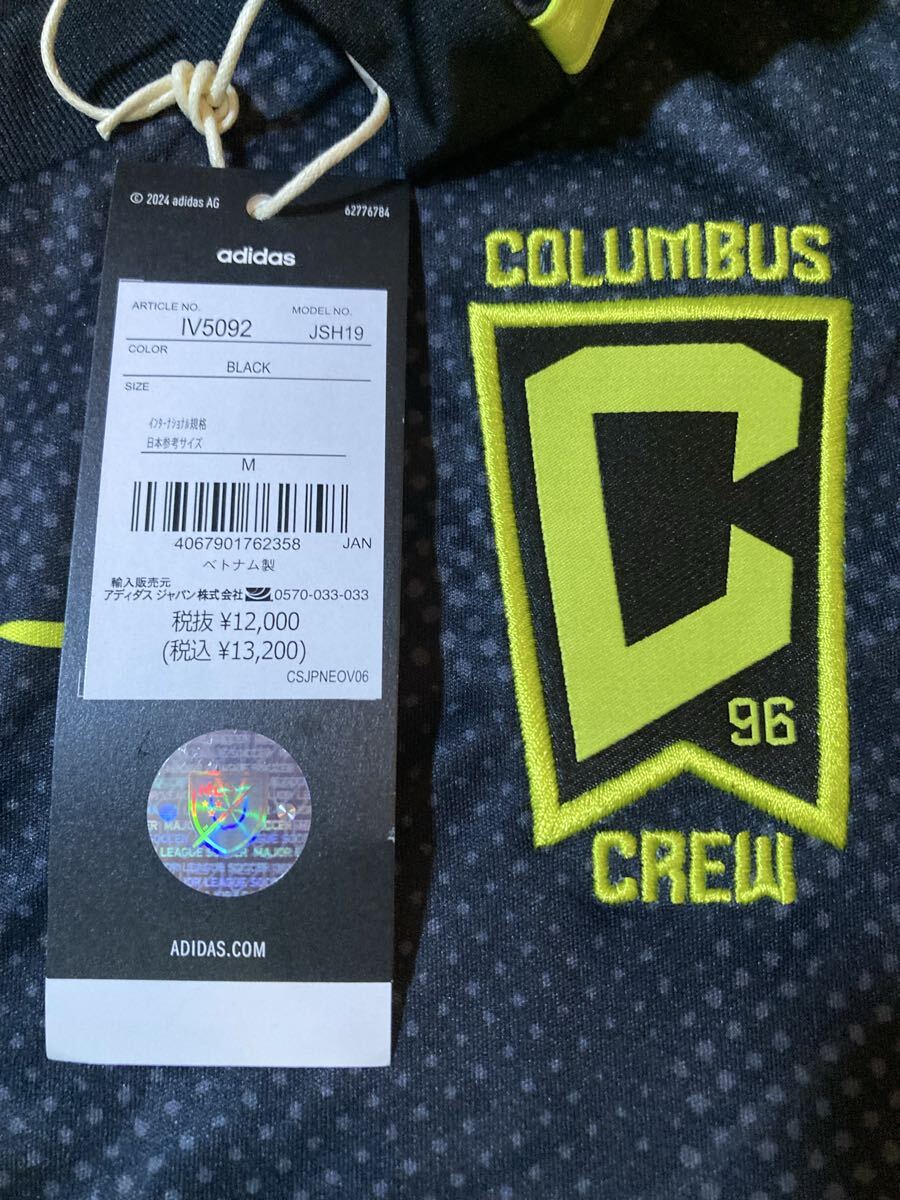 © 2024 adidas AG
62776784
adidas
ARTICLE NO.
MODEL NO.
IV5092
JSH19
COLOR
BLACK
SIZE
インターナショナル規格
日本参考サイズ
M
4067901762358 JAN
ベトナム製
輸入販売元
アディダス ジャパン株式会社 0570-033-033
税抜 ¥12,000
(税込 ¥13,200)
CSJPNEOV06
ADIDAS.COM
COLUMBUS
C
96
CREW